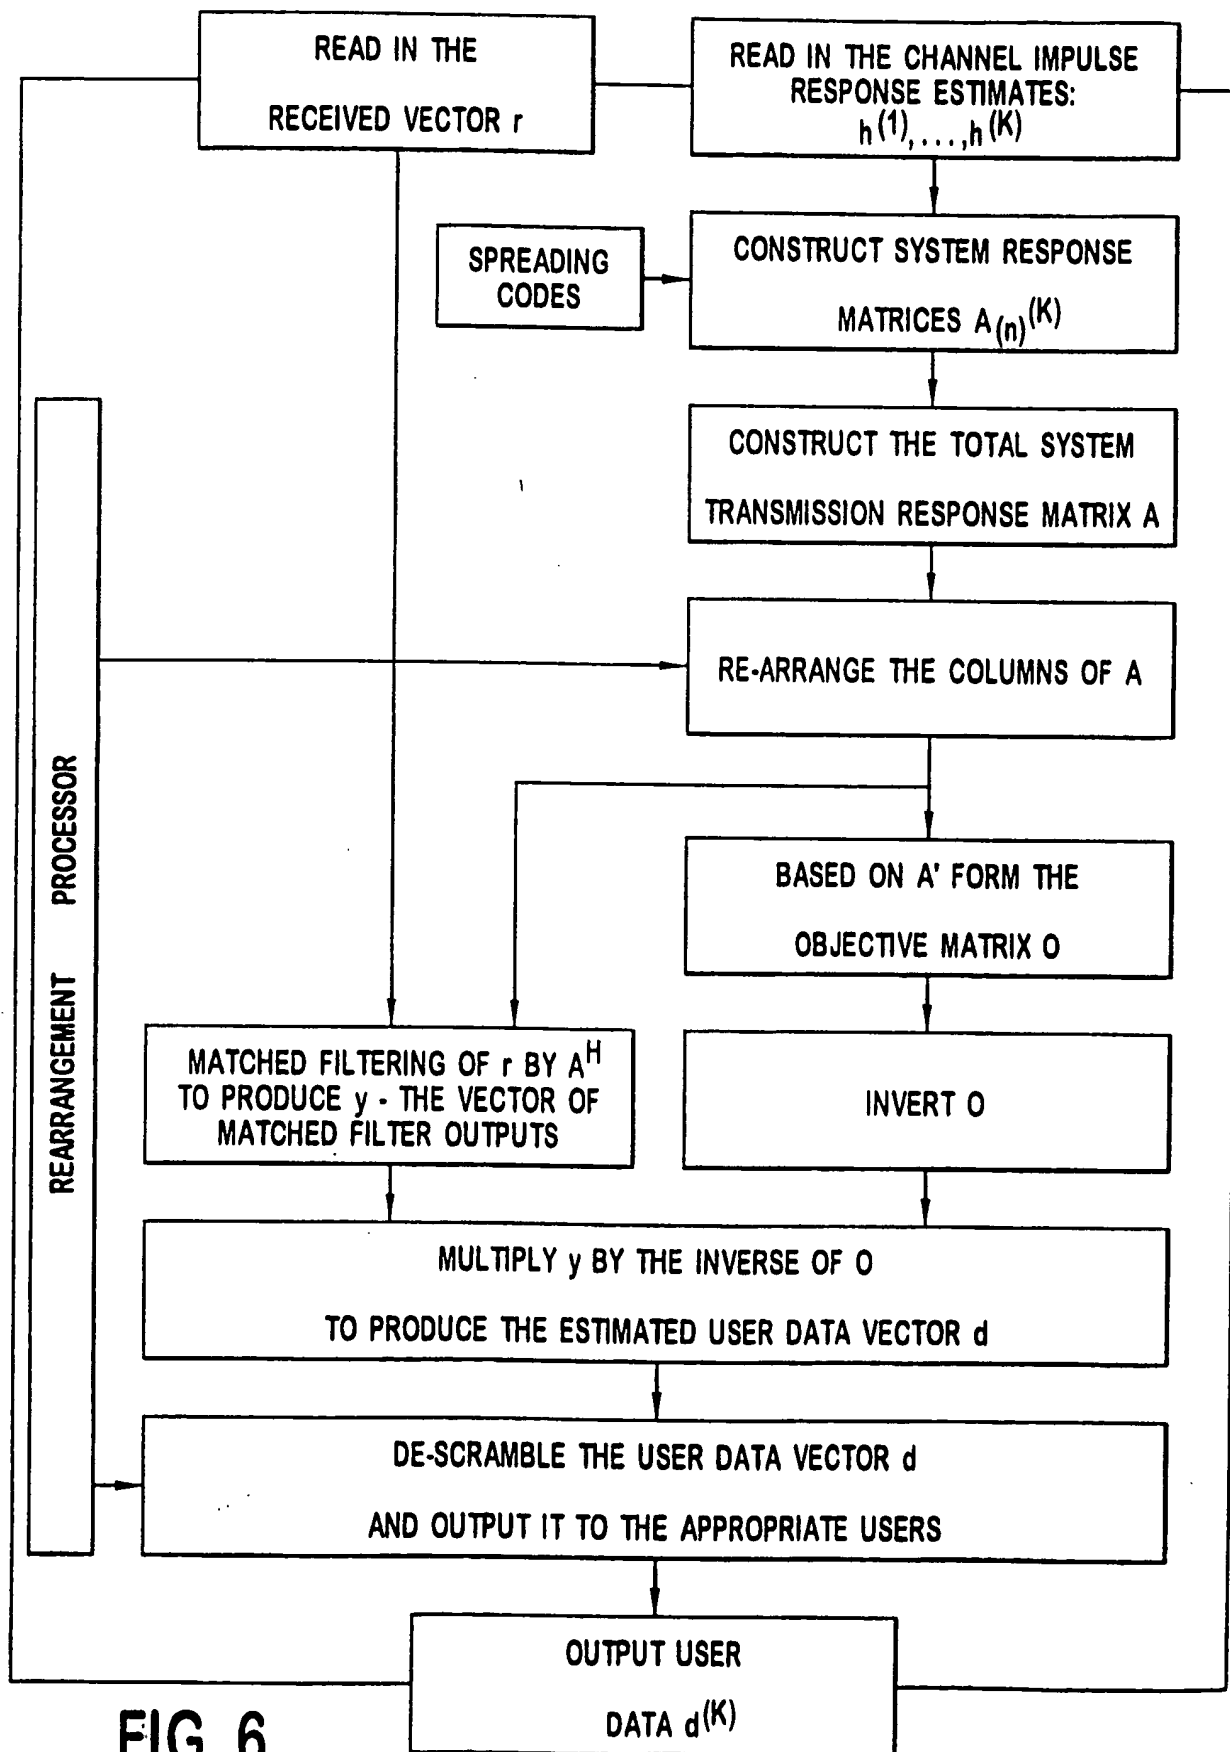 READ IN THE
RECEIVED VECTOR r
READ IN THE CHANNEL IMPULSE
RESPONSE ESTIMATES:
h(1),...,h(K)
SPREADING
CODES
CONSTRUCT SYSTEM RESPONSE
MATRICES A(n)(K)
CONSTRUCT THE TOTAL SYSTEM
TRANSMISSION RESPONSE MATRIX A
RE-ARRANGE THE COLUMNS OF A
REARRANGEMENT PROCESSOR
BASED ON A' FORM THE
OBJECTIVE MATRIX O
MATCHED FILTERING OF r BY AH
TO PRODUCE y - THE VECTOR OF
MATCHED FILTER OUTPUTS
INVERT O
MULTIPLY y BY THE INVERSE OF O
TO PRODUCE THE ESTIMATED USER DATA VECTOR d
DE-SCRAMBLE THE USER DATA VECTOR d
AND OUTPUT IT TO THE APPROPRIATE USERS
OUTPUT USER
DATA d(K)
FIG. 6